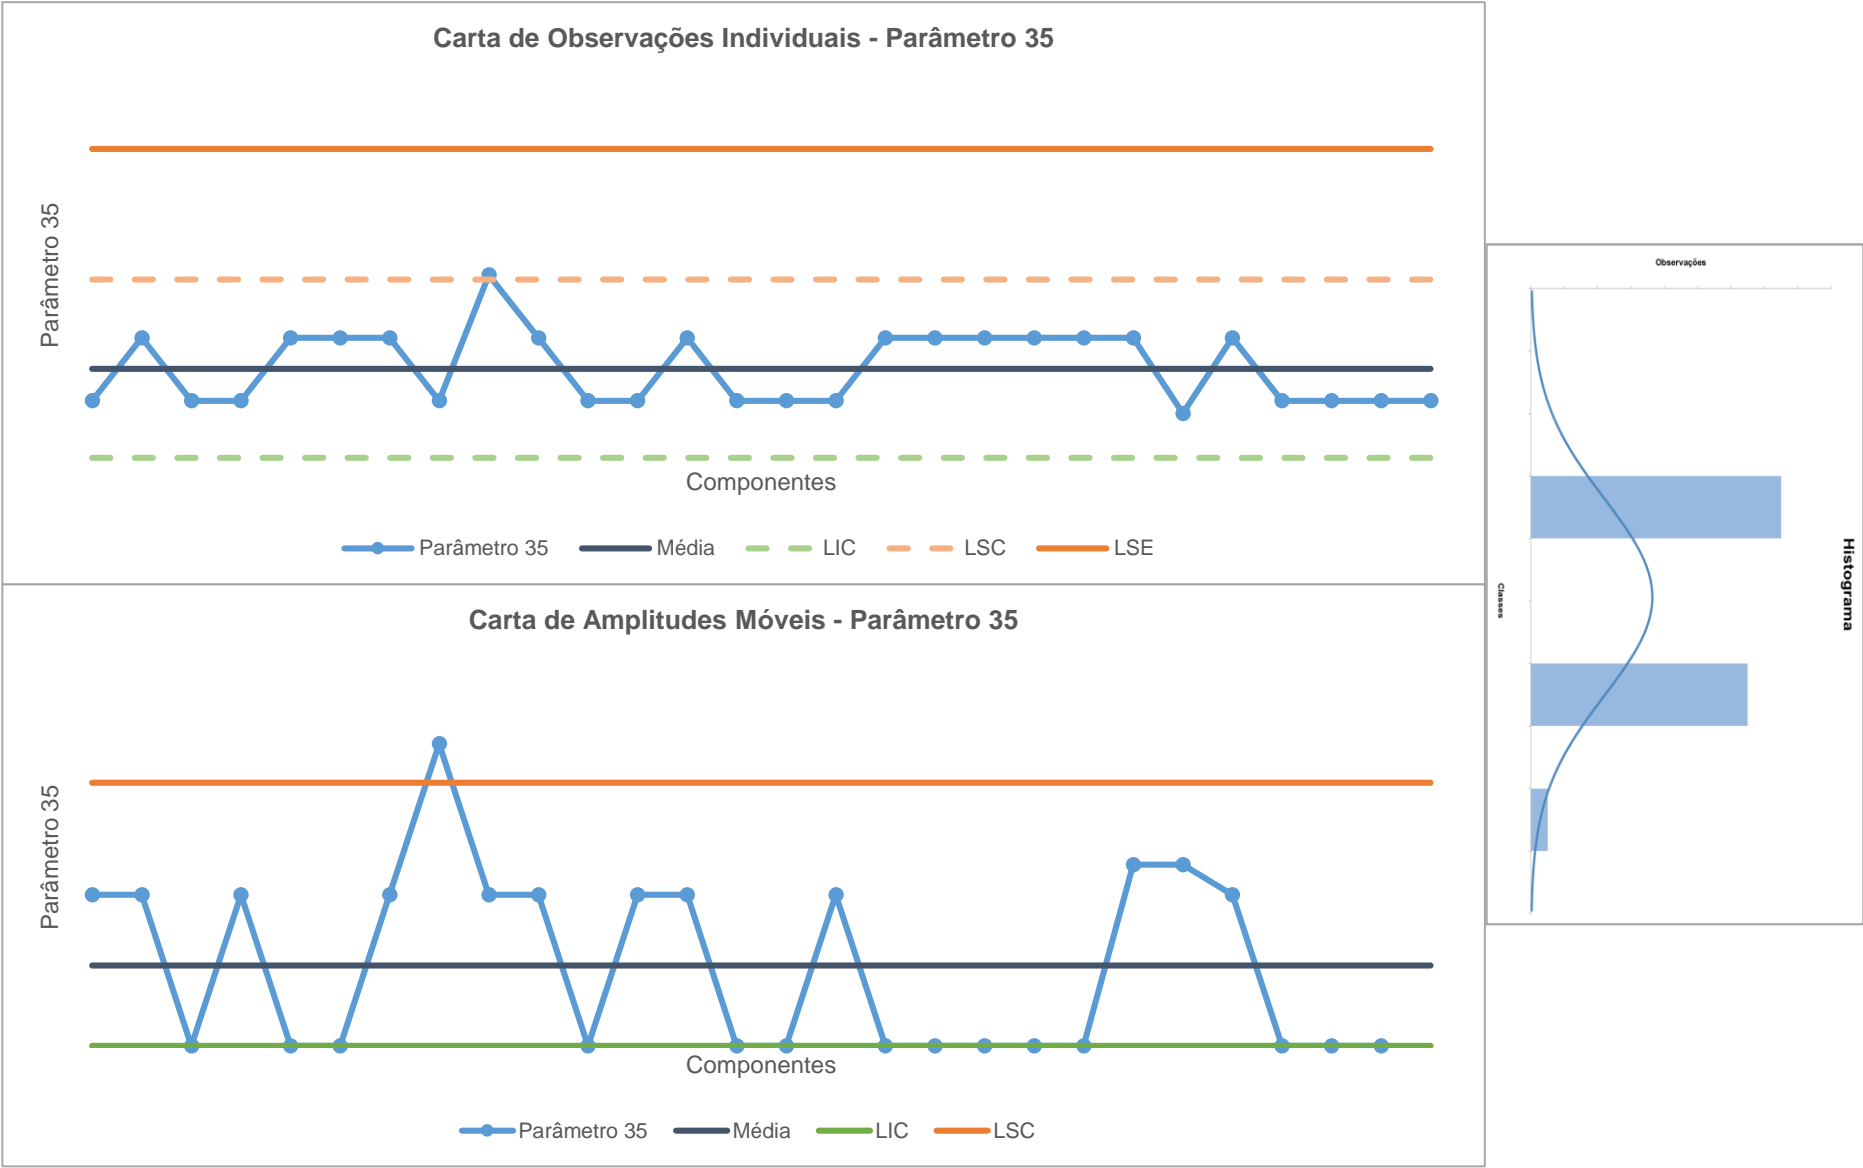 Carta de Observações Individuais - Parâmetro 35
Parâmetro 35
Componentes
Parâmetro 35 Média LIC LSC LSE
Carta de Amplitudes Móveis - Parâmetro 35
Parâmetro 35
Componentes
Parâmetro 35 Média LIC LSC
Histograma
Observações
Classes